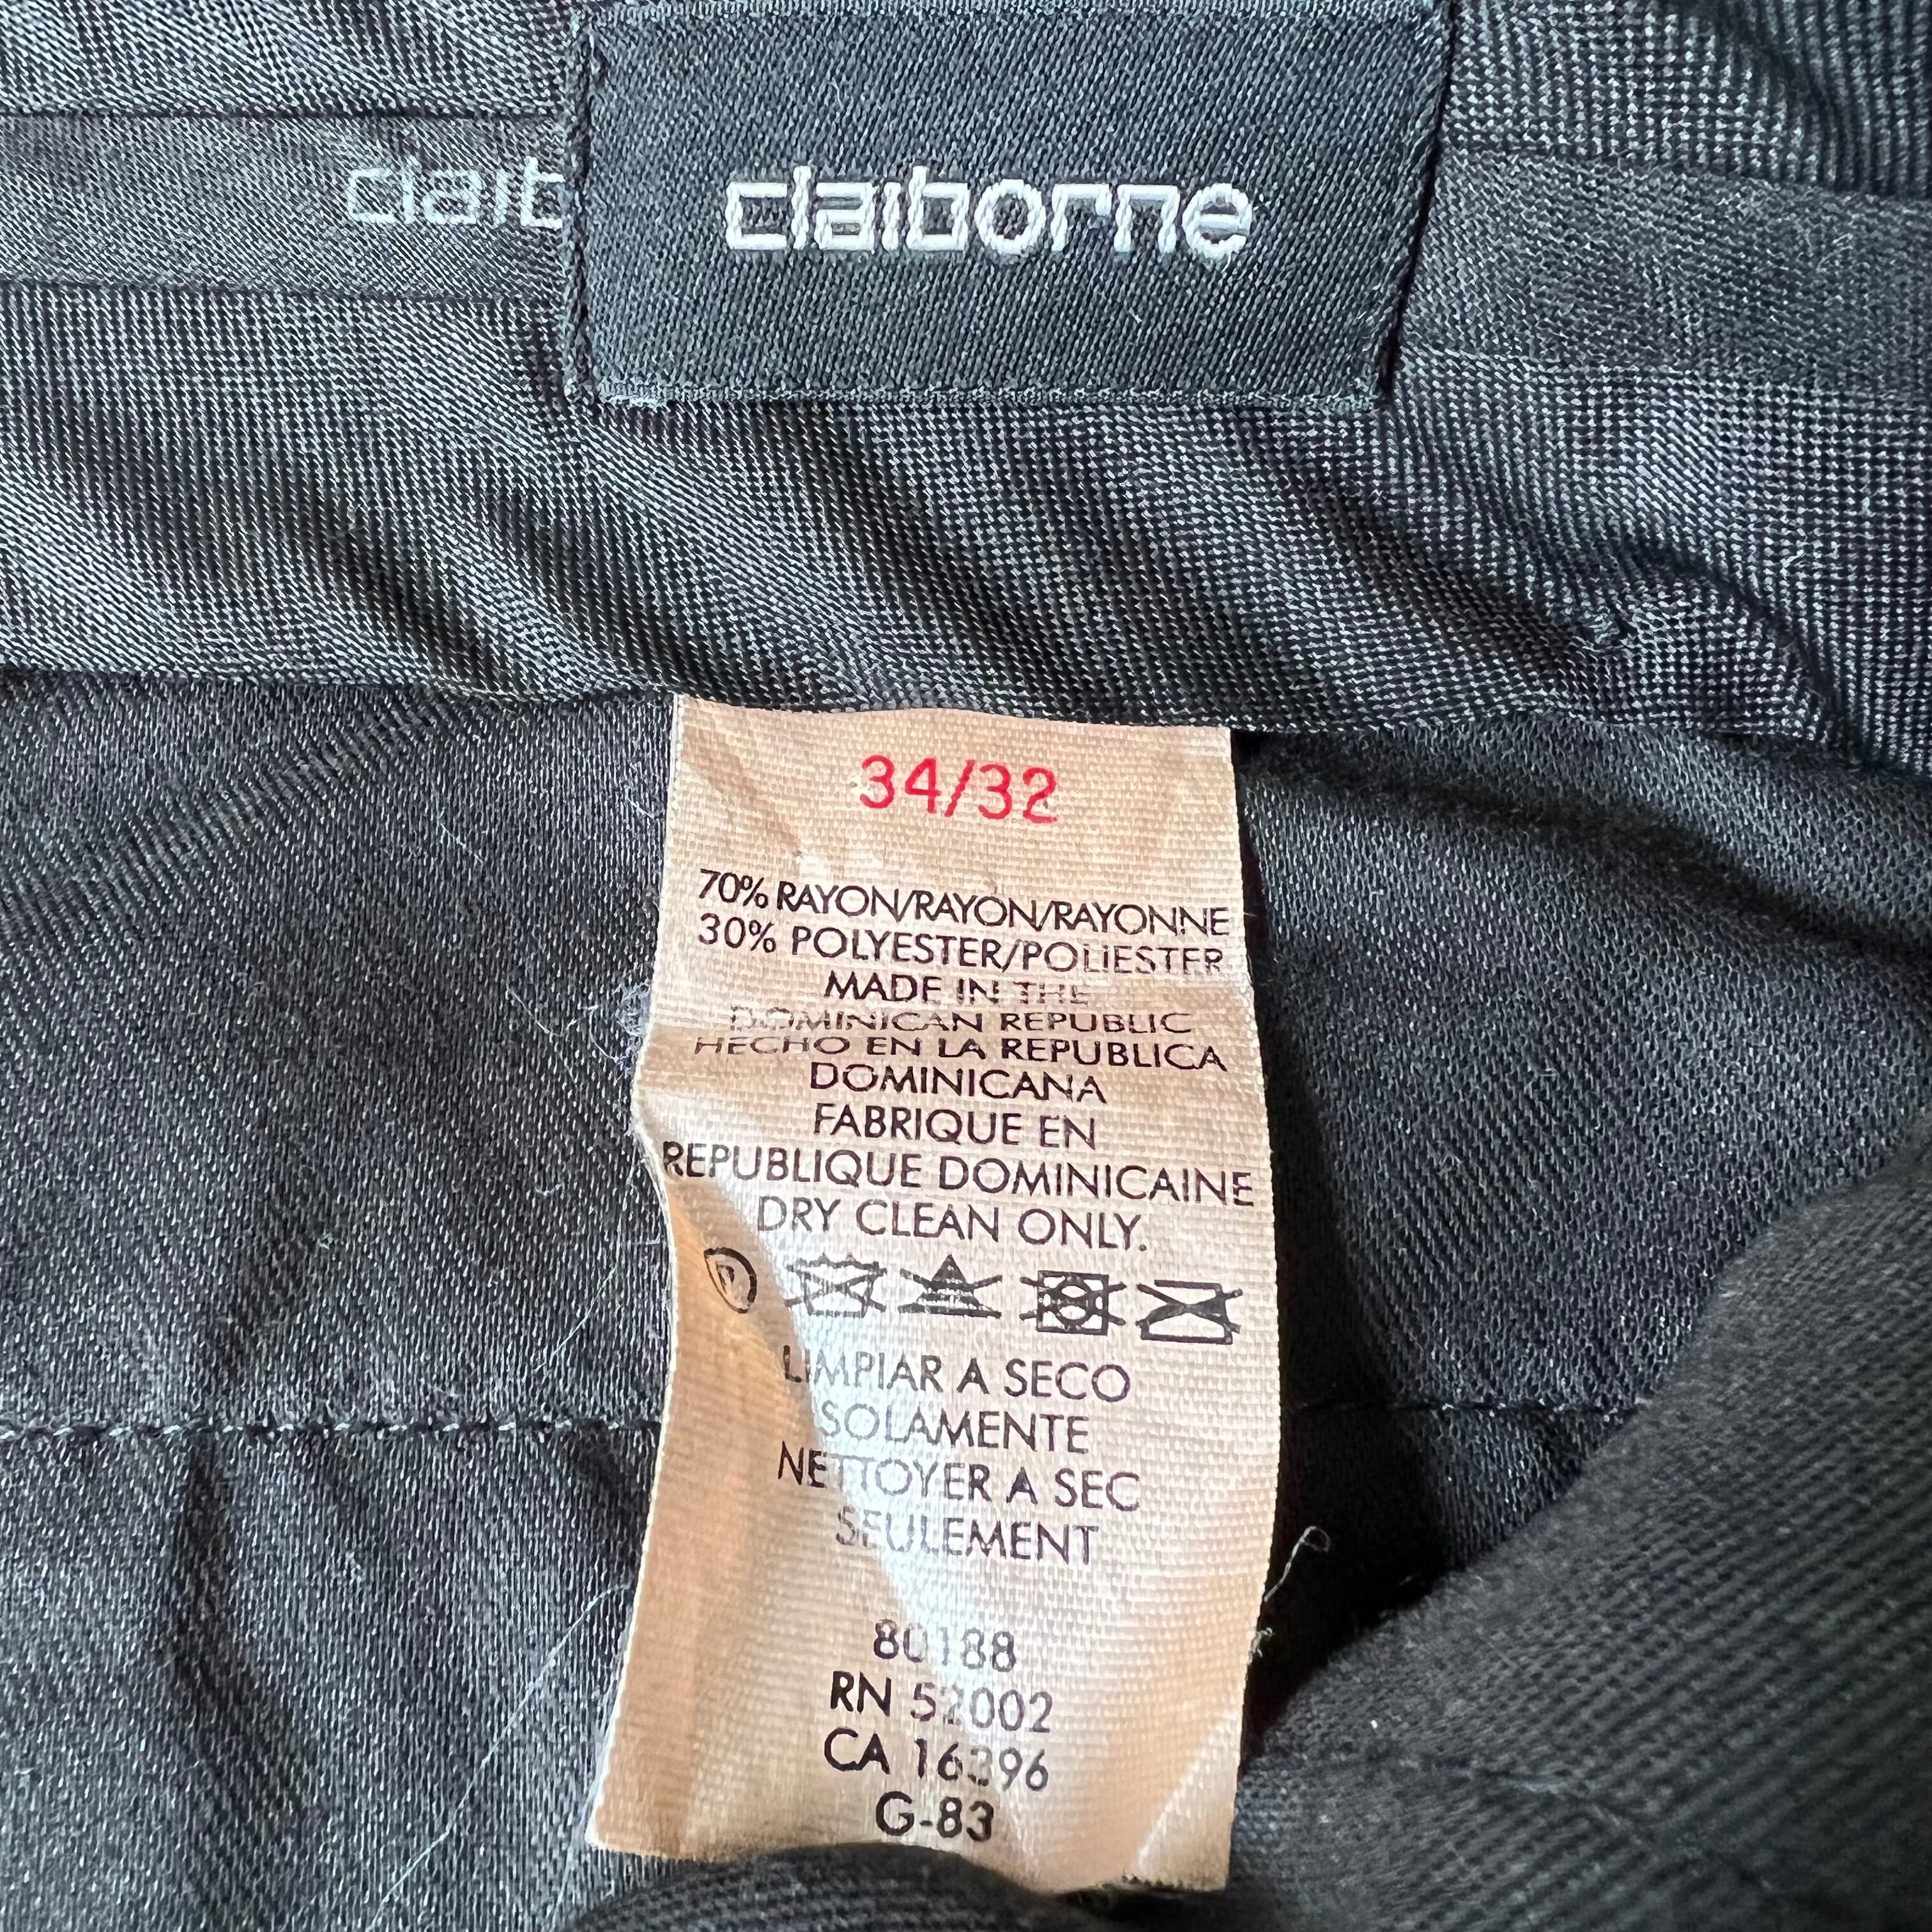 claib
claiborne
34/32
70% RAYON/RAYON/RAYONNE
30% POLYESTER/POLIESTER
MADE IN THE
DOMINICAN REPUBLIC
HECHO EN LA REPUBLICA
DOMINICANA
FABRIQUE EN
REPUBLIQUE DOMINICAINE
DRY CLEAN ONLY.
P
LIMPIAR A SECO
SOLAMENTE
NETTOYER A SEC
SEULEMENT
80188
RN 52002
CA 16396
G-83